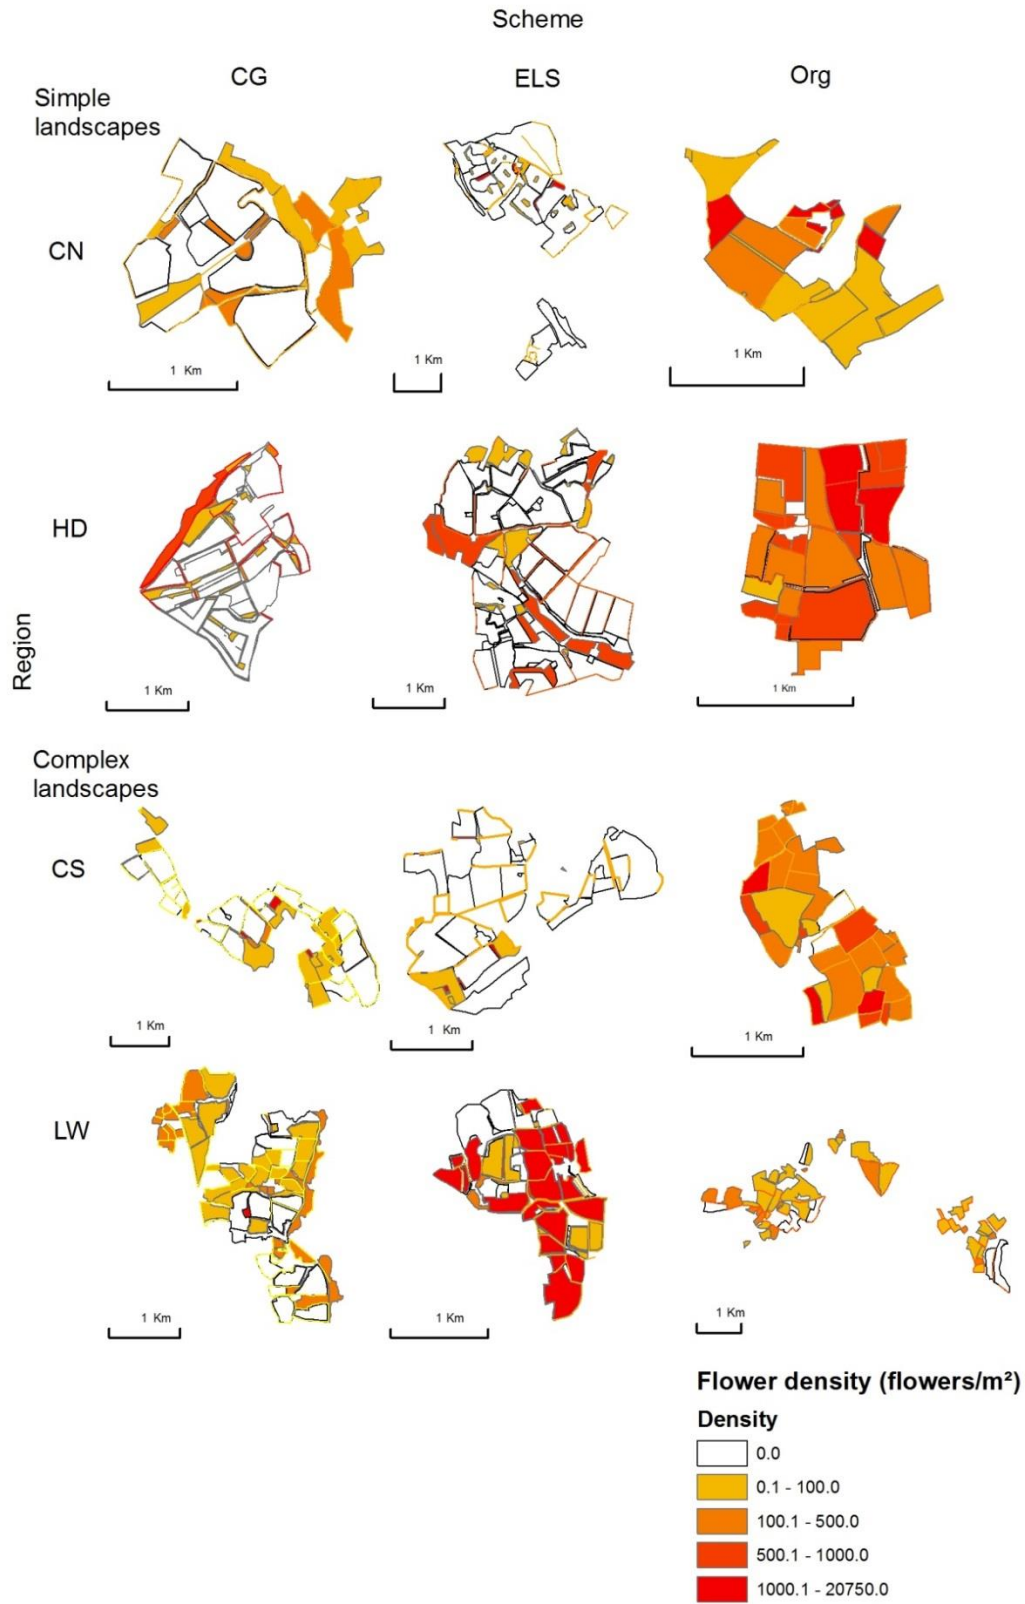 Scheme
CG
ELS
Org
Simple
landscapes
CN
1 Km
1 Km
1 Km
HD
Region
1 Km
1 Km
1 Km
Complex
landscapes
CS
1 Km
1 Km
1 Km
LW
1 Km
1 Km
1 Km
Flower density (flowers/m²)
Density
0.0
0.1 - 100.0
100.1 - 500.0
500.1 - 1000.0
1000.1 - 20750.0